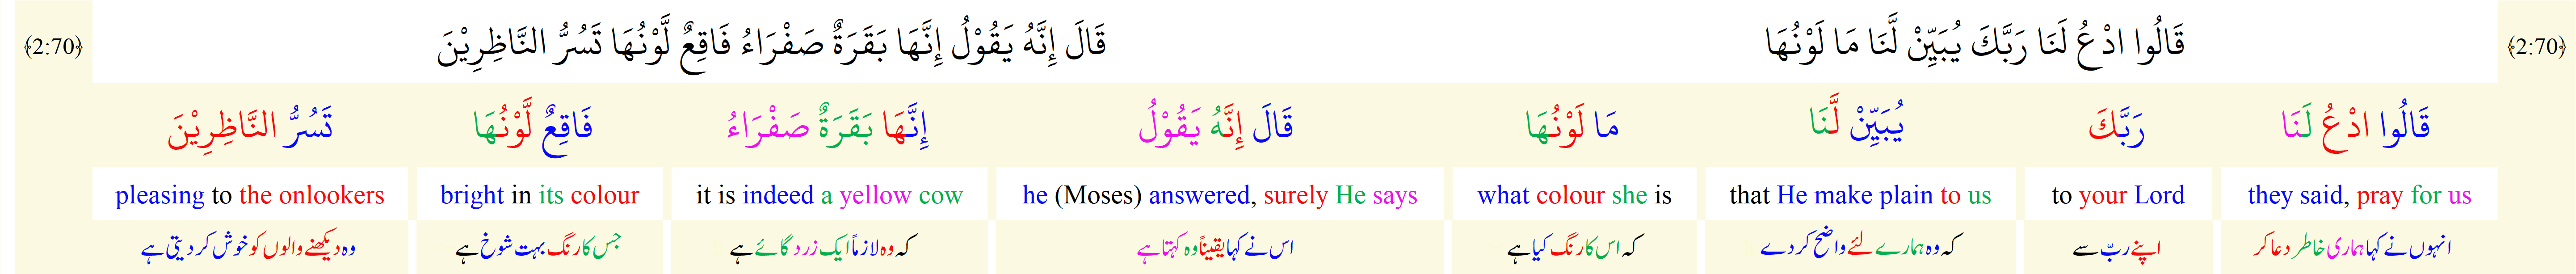 ﴿2:70﴾ قَالُوا ادْعُ لَنَا رَبَّكَ يُبَيِّنْ لَّنَا مَا لَوْنُهَا قَالَ إِنَّهُ يَقُوْلُ إِنَّهَا بَقَرَةٌ صَفْرَاءُ فَاقِعٌ لَّوْنُهَا تَسُرُّ النَّاظِرِيْنَ ﴿2:70﴾
قَالُوا ادْعُ لَنَا رَبَّكَ يُبَيِّنْ لَّنَا مَا لَوْنُهَا قَالَ إِنَّهُ يَقُوْلُ إِنَّهَا بَقَرَةٌ صَفْرَاءُ فَاقِعٌ لَّوْنُهَا تَسُرُّ النَّاظِرِيْنَ
they said, pray for us to your Lord that He make plain to us what colour she is he (Moses) answered, surely He says it is indeed a yellow cow bright in its colour pleasing to the onlookers
انہوں نے کہا ہماری خاطر دعا کر اپنے ربّ سے کہ وہ ہمارے لئے واضح کر دے کہ اس کا رنگ کیا ہے اس نے کہا یقیناً وہ کہتا ہے کہ وہ لازماً ایک زرد گائے ہے جس کا رنگ بہت شوخ ہے وہ دیکھنے والوں کو خوش کر دیتی ہے